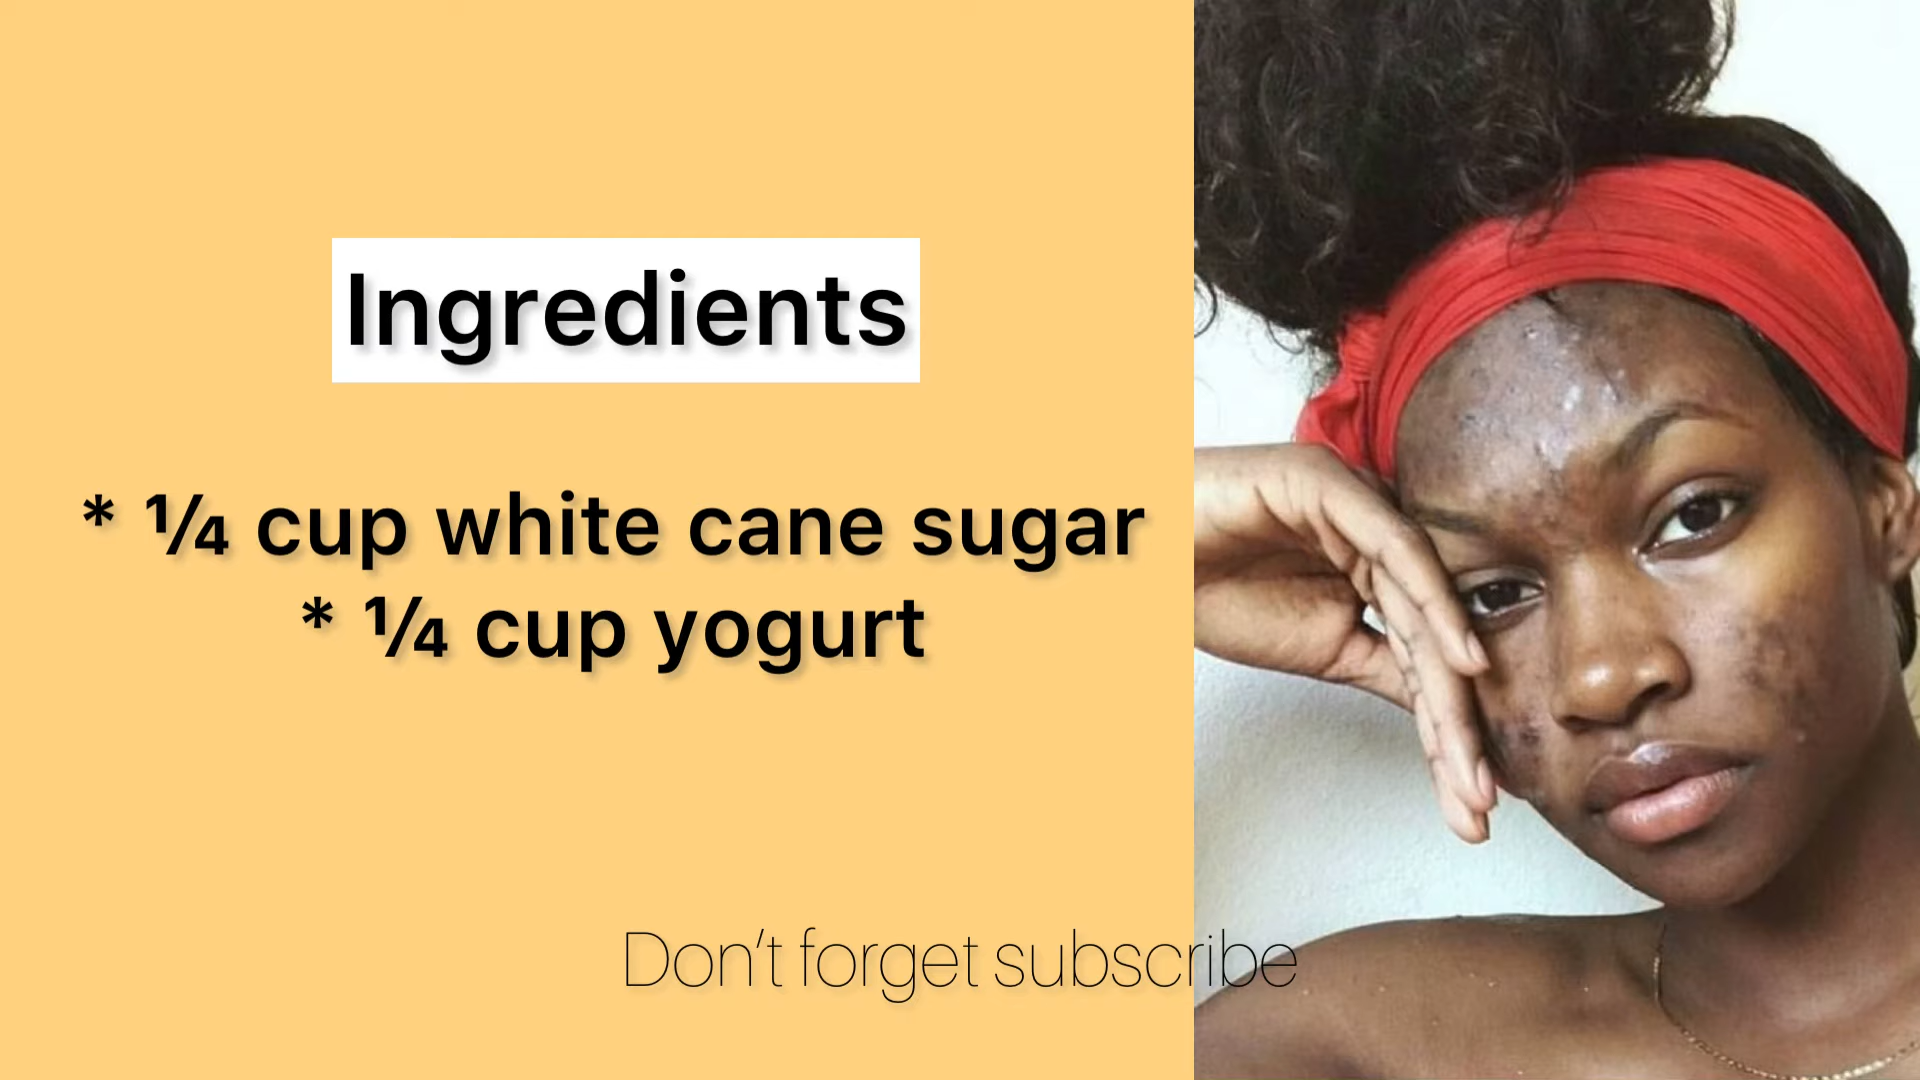 Ingredients
* ¼ cup white cane sugar
* ¼ cup yogurt
Don't forget subscribe